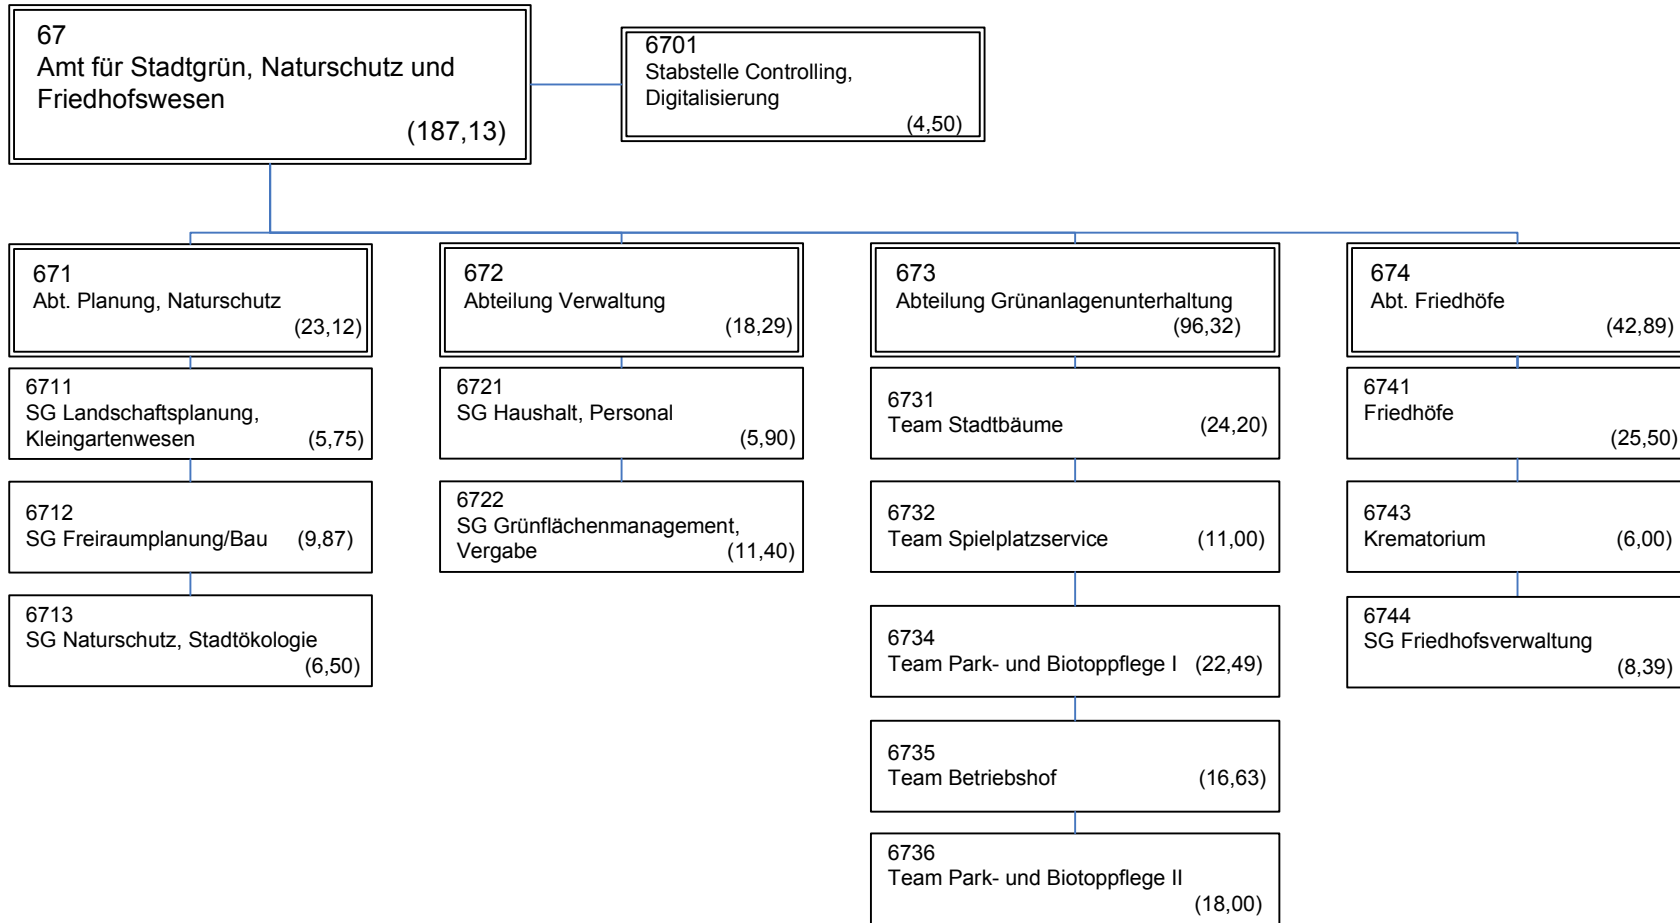 67
Amt für Stadtgrün, Naturschutz und
Friedhofswesen
(187,13)
6701
Stabstelle Controlling,
Digitalisierung
(4,50)
671
Abt. Planung, Naturschutz
(23,12)
6711
SG Landschaftsplanung,
Kleingartenwesen (5,75)
6712
SG Freiraumplanung/Bau (9,87)
6713
SG Naturschutz, Stadtökologie
(6,50)
672
Abteilung Verwaltung
(18,29)
6721
SG Haushalt, Personal
(5,90)
6722
SG Grünflächenmanagement,
Vergabe (11,40)
673
Abteilung Grünanlagenunterhaltung
(96,32)
6731
Team Stadtbäume (24,20)
6732
Team Spielplatzservice (11,00)
6734
Team Park- und Biotoppflege I (22,49)
6735
Team Betriebshof (16,63)
6736
Team Park- und Biotoppflege II
(18,00)
674
Abt. Friedhöfe
(42,89)
6741
Friedhöfe
(25,50)
6743
Krematorium (6,00)
6744
SG Friedhofsverwaltung
(8,39)